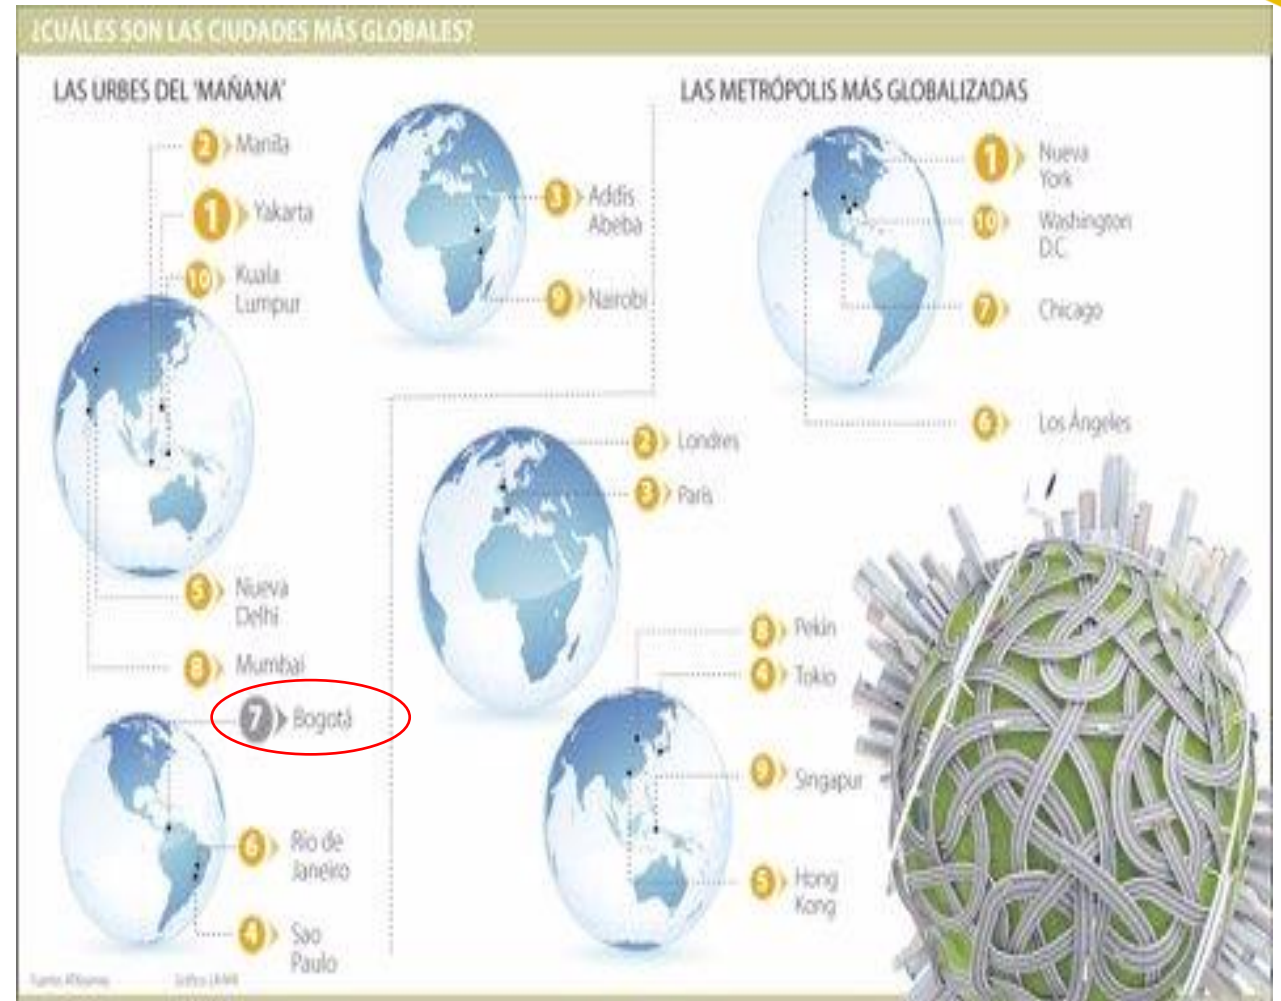 ¿CUÁLES SON LAS CIUDADES MÁS GLOBALES?
LAS URBES DEL 'MAÑANA'
2 Manila
1 Yakarta
10 Kuala
Lumpur
3 Addis
Abeba
9 Nairobi
5 Nueva
Delhi
8 Mumbai
7 Bogotá
6 Río de
Janeiro
4 Sao
Paulo
LAS METRÓPOLIS MÁS GLOBALIZADAS
1 Nueva
York
10 Washington
D.C.
7 Chicago
6 Los Ángeles
2 Londres
3 París
8 Pekín
4 Tokio
9 Singapur
5 Hong
Kong